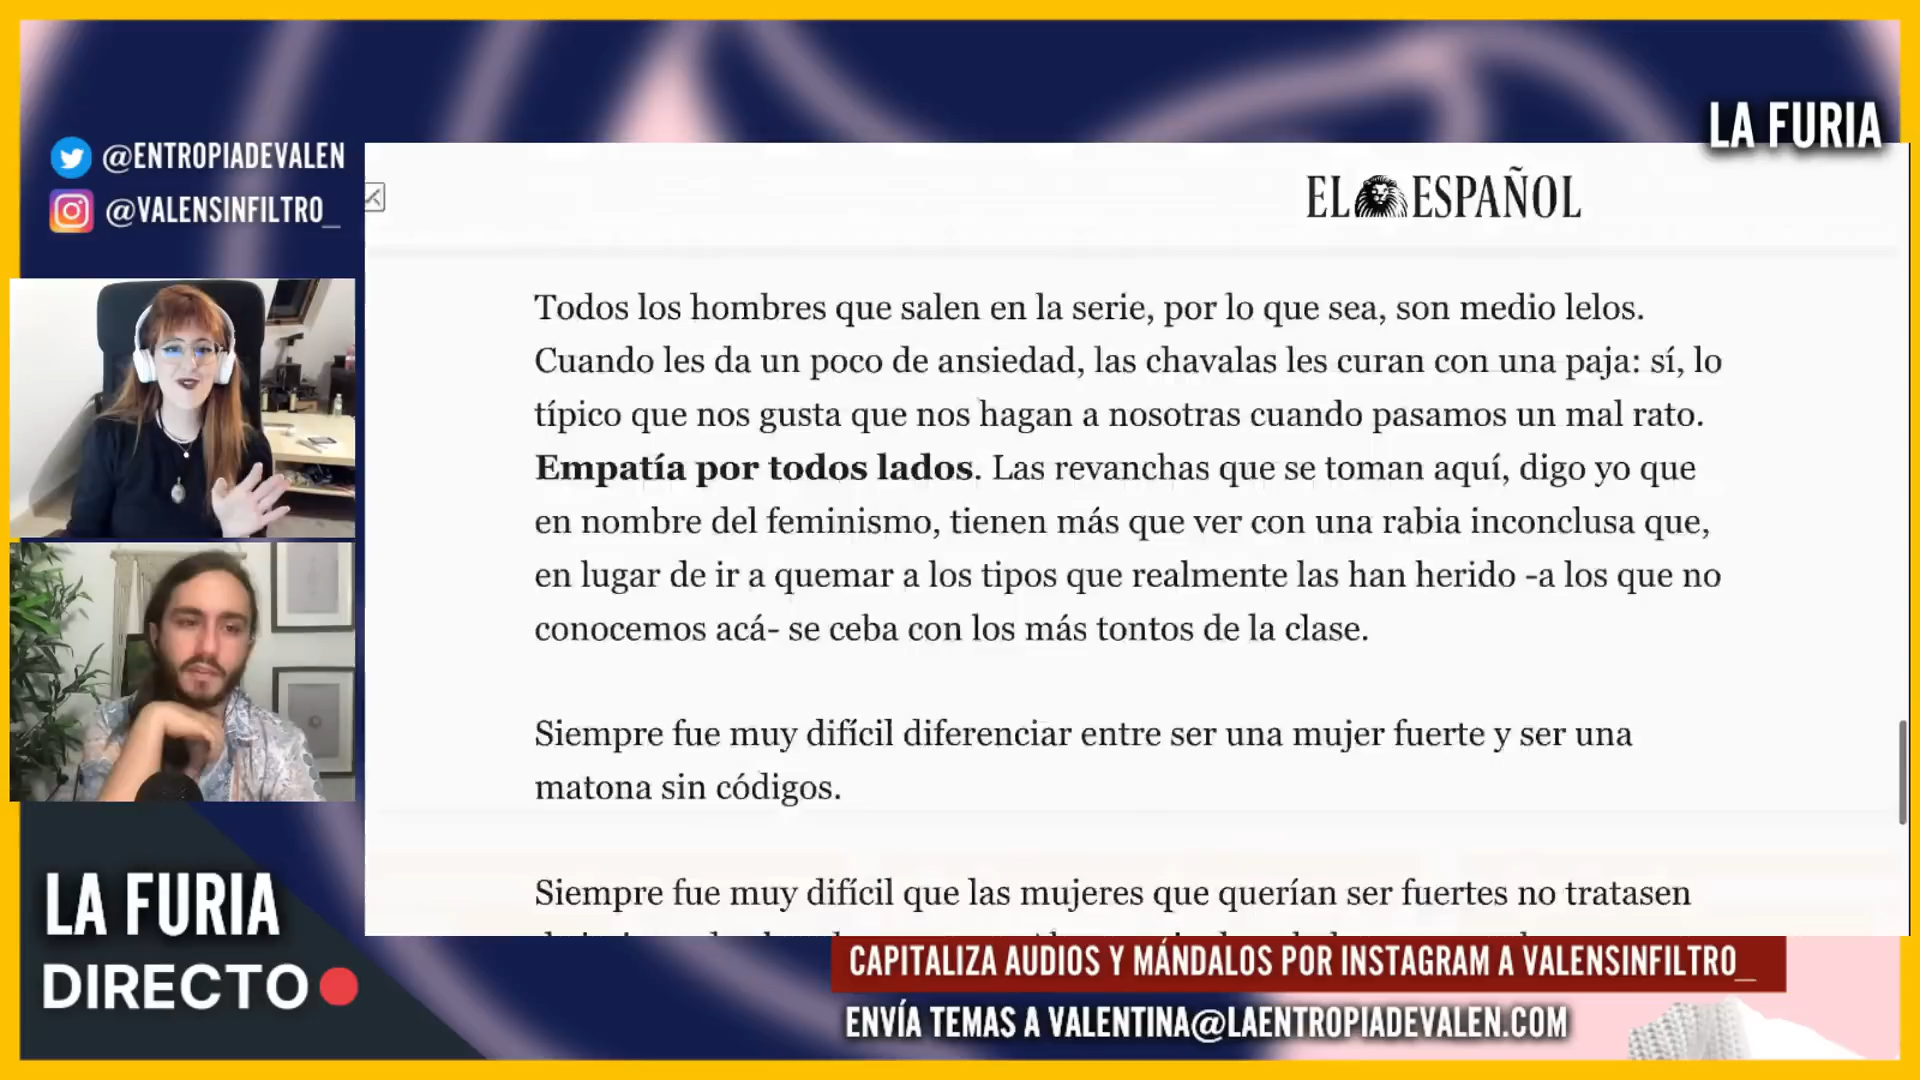 LA FURIA
@ENTROPIADEVALEN
@VALENSINFILTRO_
EL ESPAÑOL
Todos los hombres que salen en la serie, por lo que sea, son medio lelos.
Cuando les da un poco de ansiedad, las chavalas les curan con una paja: sí, lo
típico que nos gusta que nos hagan a nosotras cuando pasamos un mal rato.
Empatía por todos lados. Las revanchas que se toman aquí, digo yo que
en nombre del feminismo, tienen más que ver con una rabia inconclusa que,
en lugar de ir a quemar a los tipos que realmente las han herido -a los que no
conocemos acá- se ceba con los más tontos de la clase.
Siempre fue muy difícil diferenciar entre ser una mujer fuerte y ser una
matona sin códigos.
Siempre fue muy difícil que las mujeres que querían ser fuertes no tratasen
LA FURIA
DIRECTO
CAPITALIZA AUDIOS Y MÁNDALOS POR INSTAGRAM A VALENSINFILTRO_
ENVÍA TEMAS A VALENTINA@LAENTROPIADEVALEN.COM